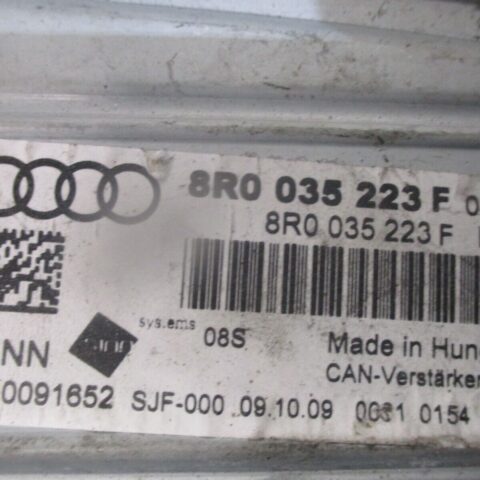 8R0 035 223 F
8R0 035 223 F
08S
Made in Hun
CAN-Verstärker
NN
0091652 SJF-000 09.10.09 0031 0154